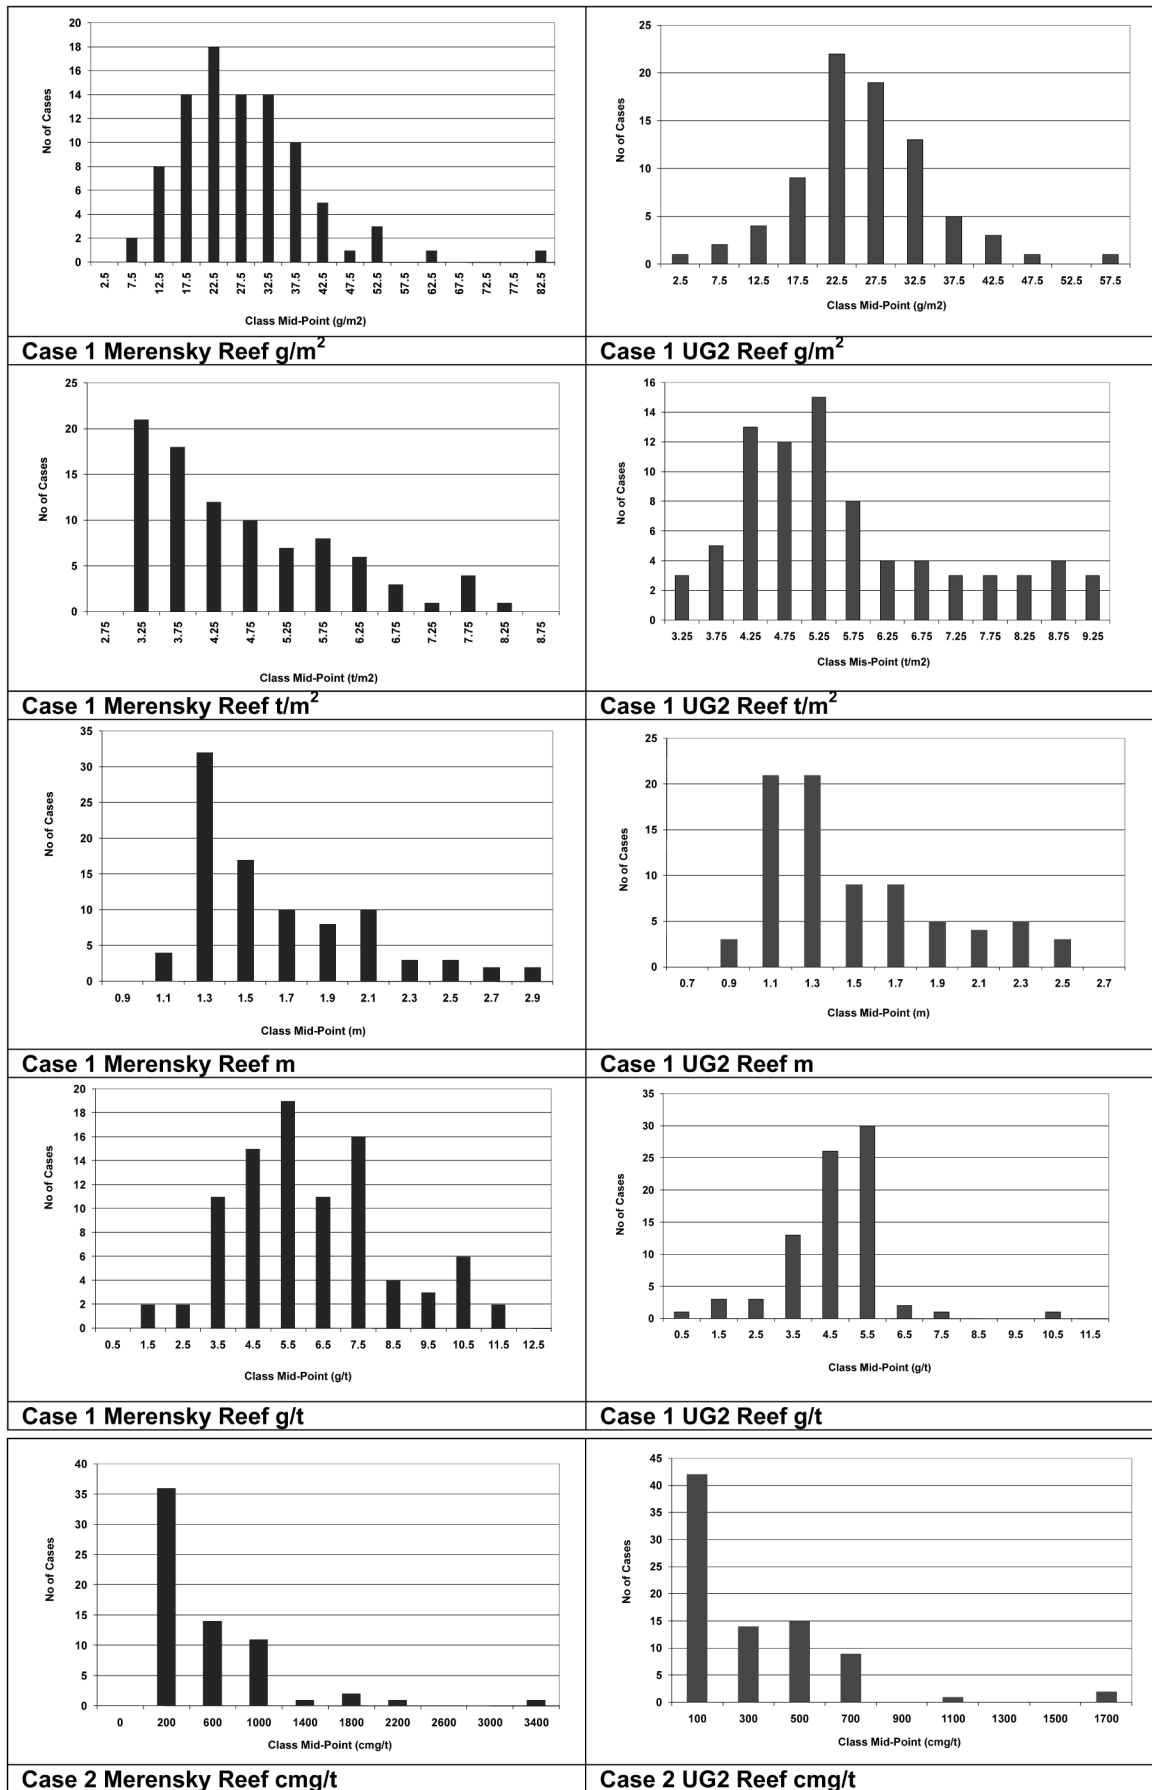 20
18
16
14
12
10
8
6
4
2
0
No of Cases
2.5 7.5 12.5 17.5 22.5 27.5 32.5 37.5 42.5 47.5 52.5 57.5 62.5 67.5 72.5 77.5 82.5
Class Mid-Point (g/m2)
Case 1 Merensky Reef g/m²
25
20
15
10
5
0
No of Cases
2.5 7.5 12.5 17.5 22.5 27.5 32.5 37.5 42.5 47.5 52.5 57.5
Class Mid-Point (g/m2)
Case 1 UG2 Reef g/m²
25
20
15
10
5
0
No of Cases
2.75 3.25 3.75 4.25 4.75 5.25 5.75 6.25 6.75 7.25 7.75 8.25 8.75
Class Mid-Point (t/m2)
Case 1 Merensky Reef t/m²
16
14
12
10
8
6
4
2
0
No of Cases
3.25 3.75 4.25 4.75 5.25 5.75 6.25 6.75 7.25 7.75 8.25 8.75 9.25
Class Mis-Point (t/m2)
Case 1 UG2 Reef t/m²
35
30
25
20
15
10
5
0
No of Cases
0.9 1.1 1.3 1.5 1.7 1.9 2.1 2.3 2.5 2.7 2.9
Class Mid-Point (m)
Case 1 Merensky Reef m
25
20
15
10
5
0
No of Cases
0.7 0.9 1.1 1.3 1.5 1.7 1.9 2.1 2.3 2.5 2.7
Class Mid-Point (m)
Case 1 UG2 Reef m
20
18
16
14
12
10
8
6
4
2
0
No of Cases
0.5 1.5 2.5 3.5 4.5 5.5 6.5 7.5 8.5 9.5 10.5 11.5 12.5
Class Mid-Point (g/t)
Case 1 Merensky Reef g/t
35
30
25
20
15
10
5
0
No of Cases
0.5 1.5 2.5 3.5 4.5 5.5 6.5 7.5 8.5 9.5 10.5 11.5
Class Mid-Point (g/t)
Case 1 UG2 Reef g/t
40
35
30
25
20
15
10
5
0
No of Cases
0 200 600 1000 1400 1800 2200 2600 3000 3400
Class Mid-Point (cmg/t)
Case 2 Merensky Reef cmg/t
45
40
35
30
25
20
15
10
5
0
No of Cases
100 300 500 700 900 1100 1300 1500 1700
Class Mid-Point (cmg/t)
Case 2 UG2 Reef cmg/t